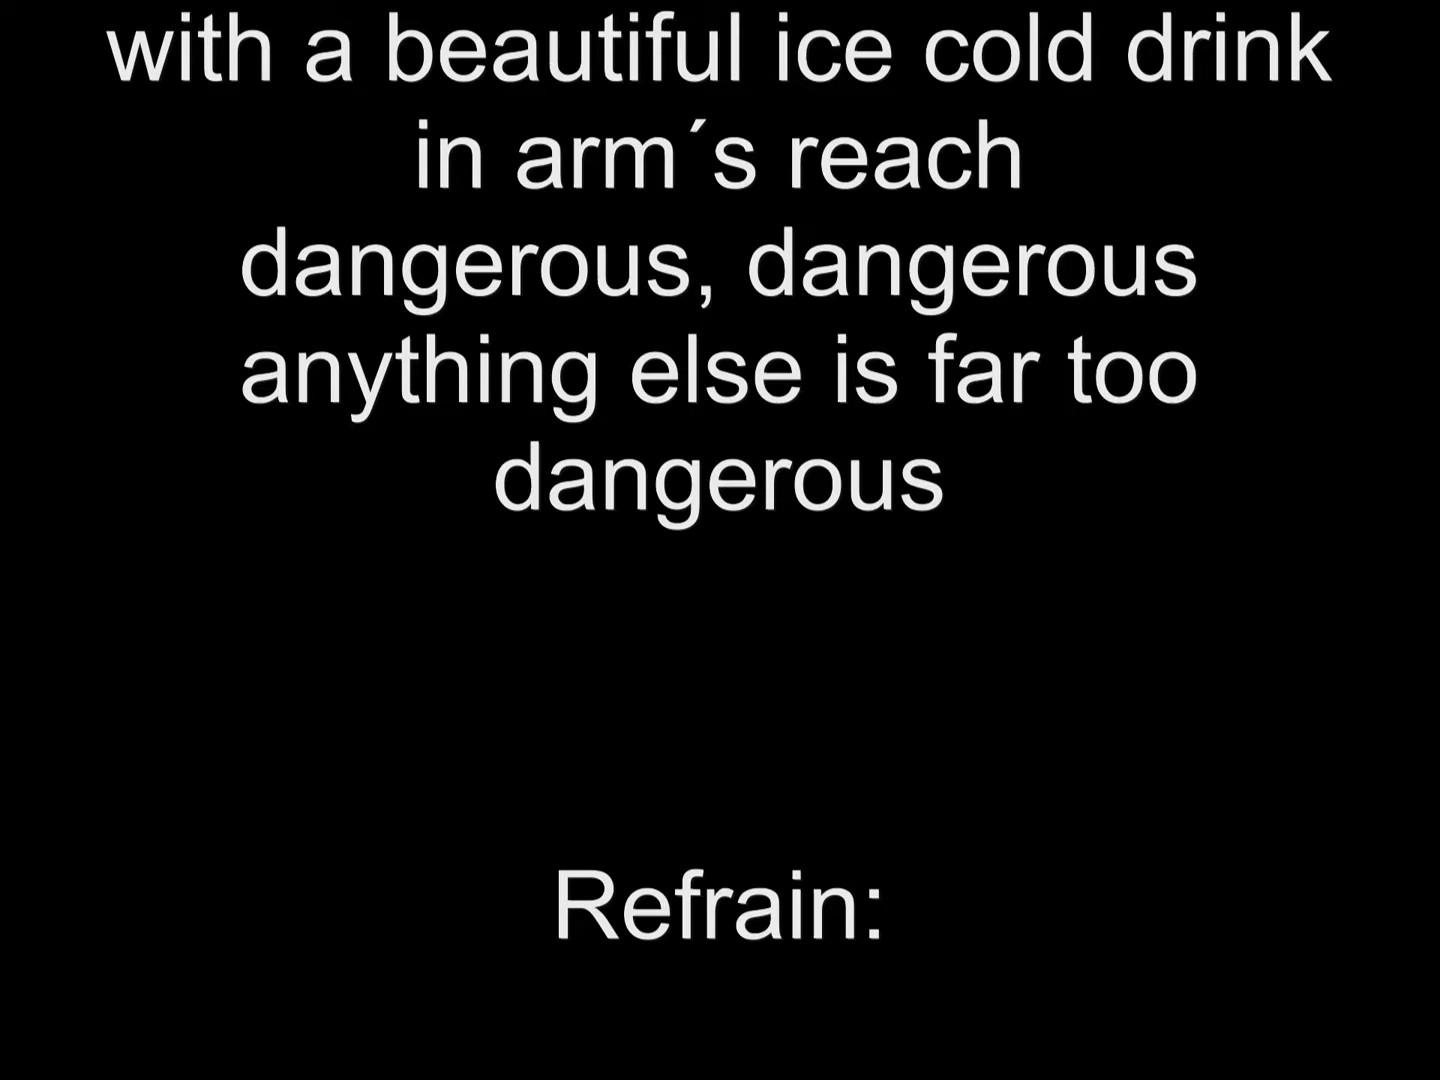 with a beautiful ice cold drink
in arm´s reach
dangerous, dangerous
anything else is far too
dangerous
Refrain: